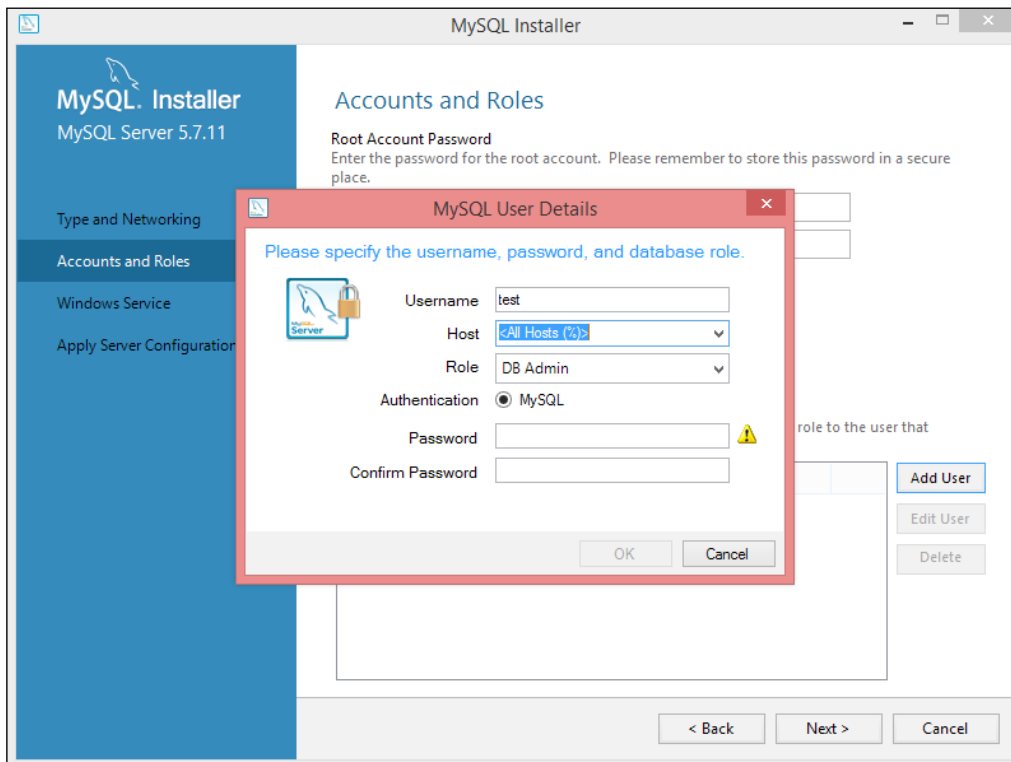 MySQL Installer
MySQL. Installer
MySQL Server 5.7.11
Type and Networking
Accounts and Roles
Windows Service
Apply Server Configuration
Accounts and Roles
Root Account Password
Enter the password for the root account. Please remember to store this password in a secure
place.
MySQL User Details
Please specify the username, password, and database role.
MySQL
Server
Username
test
Host
<All Hosts (%)>
Role
DB Admin
Authentication
MySQL
Password
Confirm Password
OK
Cancel
role to the user that
Add User
Edit User
Delete
< Back
Next >
Cancel